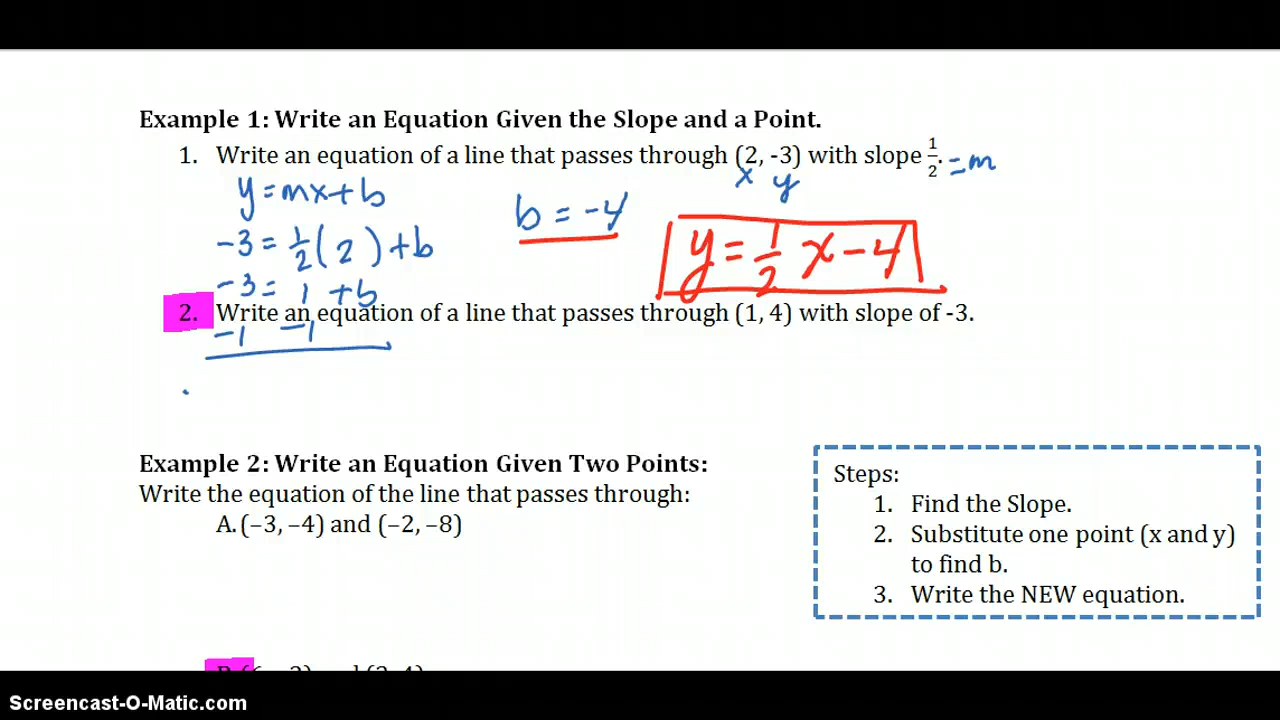 Example 1: Write an Equation Given the Slope and a Point.
1. Write an equation of a line that passes through (2, -3) with slope 1/2. = m
x y
y = mx + b
b = -4
-3 = 1/2 ( 2 ) + b
y = 1/2 x - 4
-3 = 1 + b
2. Write an equation of a line that passes through (1, 4) with slope of -3.
-1 -1
Example 2: Write an Equation Given Two Points:
Write the equation of the line that passes through:
A. (−3, −4) and (−2, −8)
Steps:
1. Find the Slope.
2. Substitute one point (x and y)
to find b.
3. Write the NEW equation.
Screencast-O-Matic.com